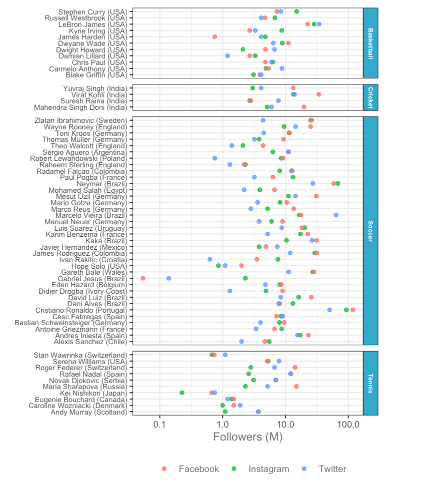 Stephen Curry (USA)
Russell Westbrook (USA)
LeBron James (USA)
Kyrie Irving (USA)
James Harden (USA)
Dwyane Wade (USA)
Dwight Howard (USA)
Damian Lillard (USA)
Chris Paul (USA)
Carmelo Anthony (USA)
Blake Griffin (USA)
Basketball
Yuvraj Singh (India)
Virat Kohli (India)
Suresh Raina (India)
Mahendra Singh Doni (India)
Cricket
Zlatan Ibrahimovic (Sweden)
Wayne Rooney (England)
Toni Kroos (Germany)
Thomas Muller (Germany)
Theo Walcott (England)
Sergio Aguero (Argentina)
Robert Lewandowski (Poland)
Raheem Sterling (England)
Radamel Falcao (Colombia)
Paul Pogba (France)
Neymar (Brazil)
Mohamed Salah (Egypt)
Mesut Ozil (Germany)
Mario Gotze (Germany)
Marco Reus (Germany)
Marcelo Vieira (Brazil)
Manuel Neuer (Germany)
Luis Suarez (Uruguay)
Karim Benzema (France)
Kaka (Brazil)
Javier Hernandez (Mexico)
James Rodriguez (Colombia)
Ivan Rakitic (Croatia)
Hope Solo (USA)
Gareth Bale (Wales)
Gabriel Jesus (Brazil)
Eden Hazard (Belgium)
Didier Drogba (Ivory Coast)
David Luiz (Brazil)
Dani Alves (Brazil)
Cristiano Ronaldo (Portugal)
Cesc Fabregas (Spain)
Bastian Schweinsteiger (Germany)
Antoine Griezmann (France)
Andres Iniesta (Spain)
Alexis Sanchez (Chile)
Soccer
Stan Wawrinka (Switzerland)
Serena Williams (USA)
Roger Federer (Switzerland)
Rafael Nadal (Spain)
Novak Djokovic (Serbia)
Maria Sharapova (Russia)
Kei Nishikori (Japan)
Eugenie Bouchard (Canada)
Caroline Wozniacki (Denmark)
Andy Murray (Scotland)
Tennis
0.1 1.0 10.0 100.0
Followers (M)
Facebook Instagram Twitter